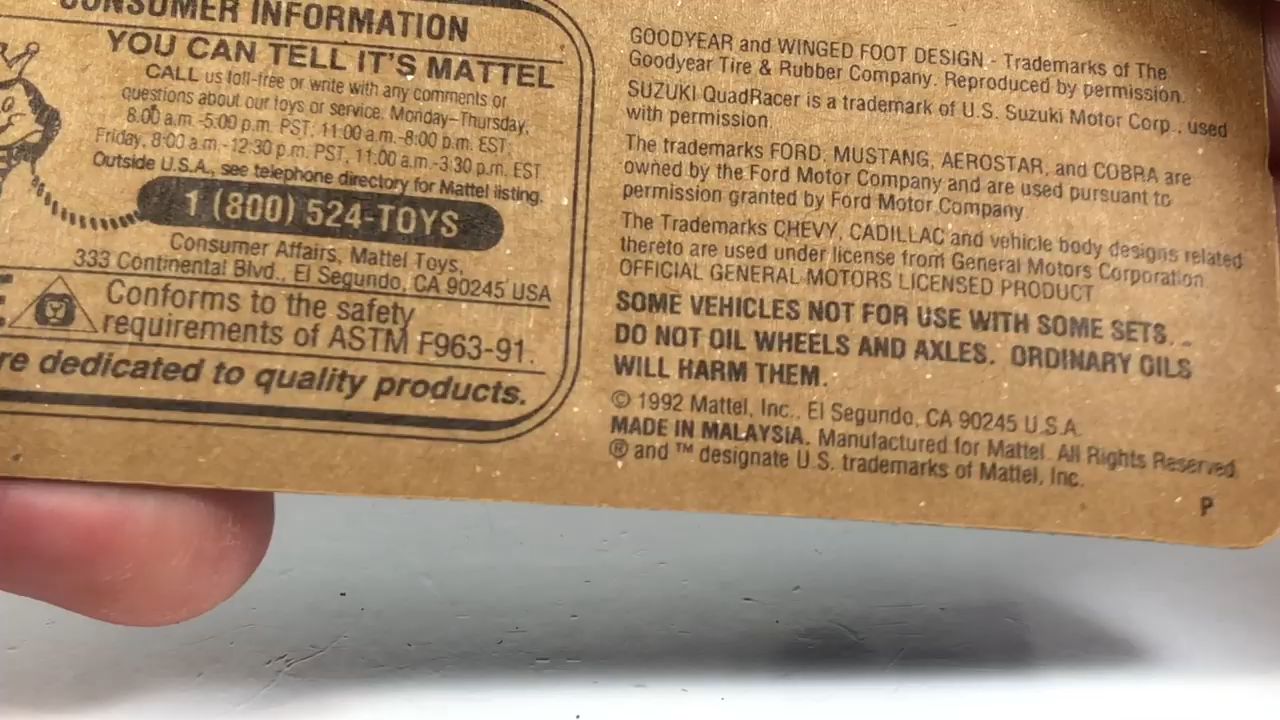 CONSUMER INFORMATION
YOU CAN TELL IT'S MATTEL
CALL us toll-free or write with any comments or
questions about our toys or service. Monday-Thursday,
8:00 a.m.-5:00 p.m. PST, 11:00 a.m.-8:00 p.m. EST;
Friday, 8:00 a.m.-12:30 p.m. PST, 11:00 a.m.-3:30 p.m. EST.
Outside U.S.A., see telephone directory for Mattel listing.
1 (800) 524-TOYS
Consumer Affairs, Mattel Toys,
333 Continental Blvd., El Segundo, CA 90245 USA
Conforms to the safety
requirements of ASTM F963-91.
re dedicated to quality products.
GOODYEAR and WINGED FOOT DESIGN - Trademarks of The
Goodyear Tire & Rubber Company. Reproduced by permission.
SUZUKI QuadRacer is a trademark of U.S. Suzuki Motor Corp., used
with permission.
The trademarks FORD, MUSTANG, AEROSTAR, and COBRA are
owned by the Ford Motor Company and are used pursuant to
permission granted by Ford Motor Company
The Trademarks CHEVY, CADILLAC and vehicle body designs related
thereto are used under license from General Motors Corporation.
OFFICIAL GENERAL MOTORS LICENSED PRODUCT
SOME VEHICLES NOT FOR USE WITH SOME SETS.
DO NOT OIL WHEELS AND AXLES. ORDINARY OILS
WILL HARM THEM.
© 1992 Mattel, Inc., El Segundo, CA 90245 U.S.A.
MADE IN MALAYSIA. Manufactured for Mattel. All Rights Reserved.
® and ™ designate U.S. trademarks of Mattel, Inc.
P